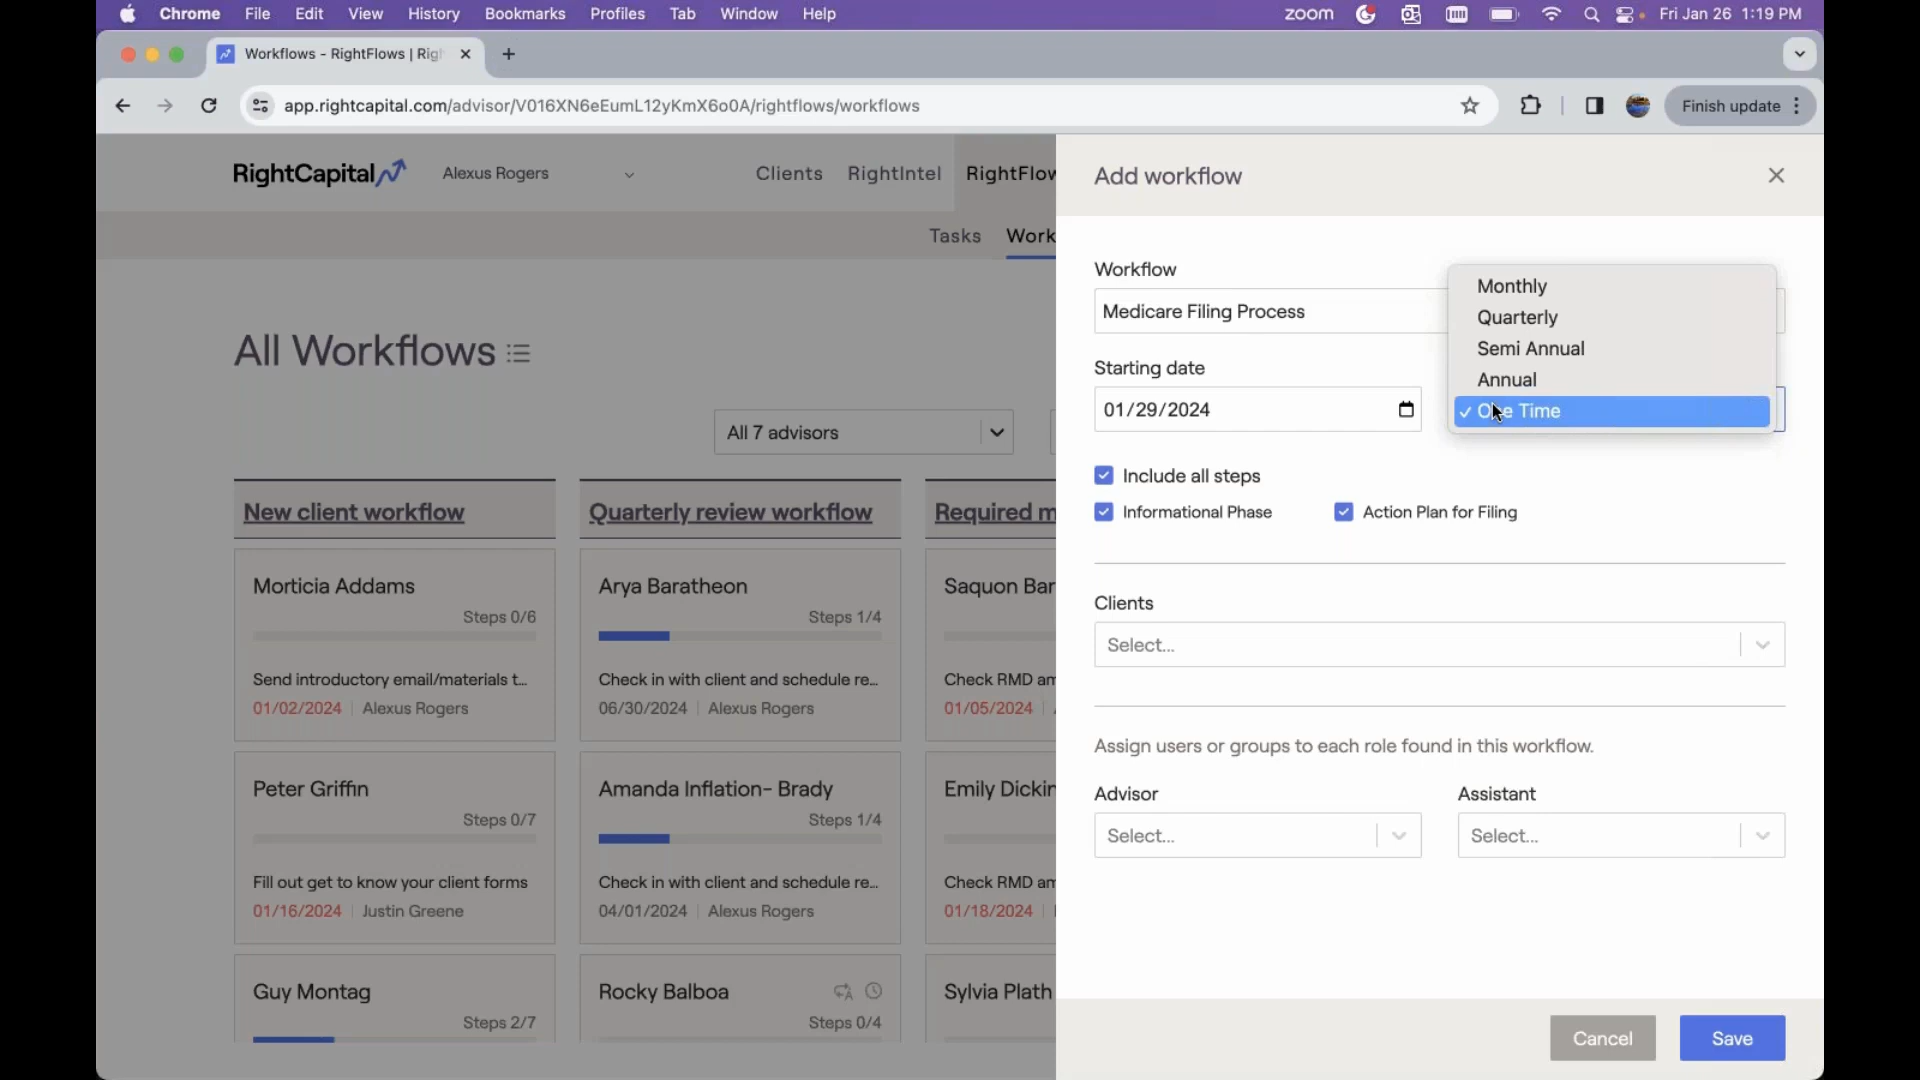 Chrome File Edit View History Bookmarks Profiles Tab Window Help zoom Fri Jan 26 1:19 PM
Workflows - RightFlows | Righ
app.rightcapital.com/advisor/V016XN6eEumL12yKmX6o0A/rightflows/workflows Finish update
RightCapital Alexus Rogers Clients RightIntel RightFlow
Tasks Work
Add workflow
All Workflows
All 7 advisors
New client workflow
Morticia Addams
Steps 0/6
Send introductory email/materials t...
01/02/2024 | Alexus Rogers
Peter Griffin
Steps 0/7
Fill out get to know your client forms
01/16/2024 | Justin Greene
Guy Montag
Steps 2/7
Quarterly review workflow
Arya Baratheon
Steps 1/4
Check in with client and schedule re...
06/30/2024 | Alexus Rogers
Amanda Inflation- Brady
Steps 1/4
Check in with client and schedule re...
04/01/2024 | Alexus Rogers
Rocky Balboa
Steps 0/4
Required m
Saquon Bar
Check RMD am
01/05/2024
Emily Dickin
Check RMD am
01/18/2024
Sylvia Plath
Workflow
Medicare Filing Process
Starting date
01/29/2024
Monthly
Quarterly
Semi Annual
Annual
One Time
Include all steps
Informational Phase Action Plan for Filing
Clients
Select...
Assign users or groups to each role found in this workflow.
Advisor Assistant
Select... Select...
Cancel Save